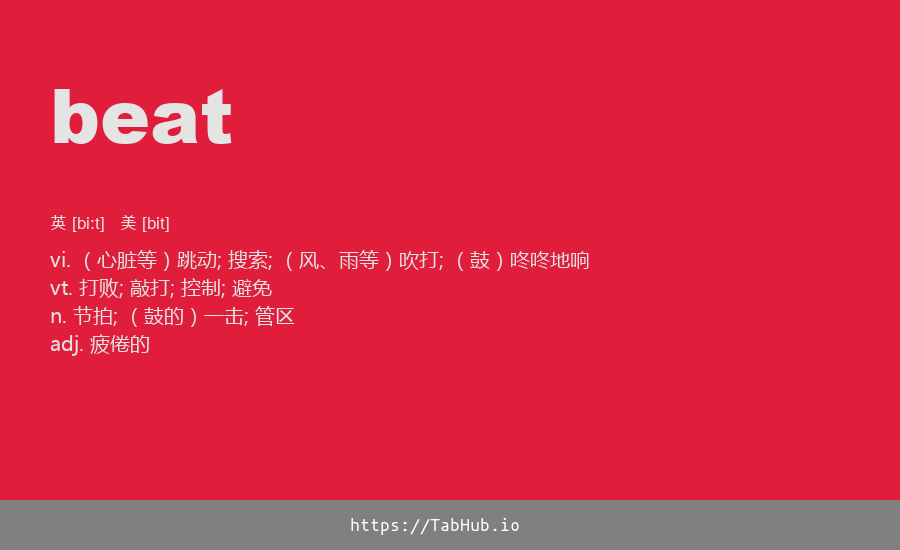 beat
英 [bi:t] 美 [bit]
vi. （心脏等）跳动; 搜索; （风、雨等）吹打; （鼓）咚咚地响
vt. 打败; 敲打; 控制; 避免
n. 节拍; （鼓的）一击; 管区
adj. 疲倦的
https://TabHub.io